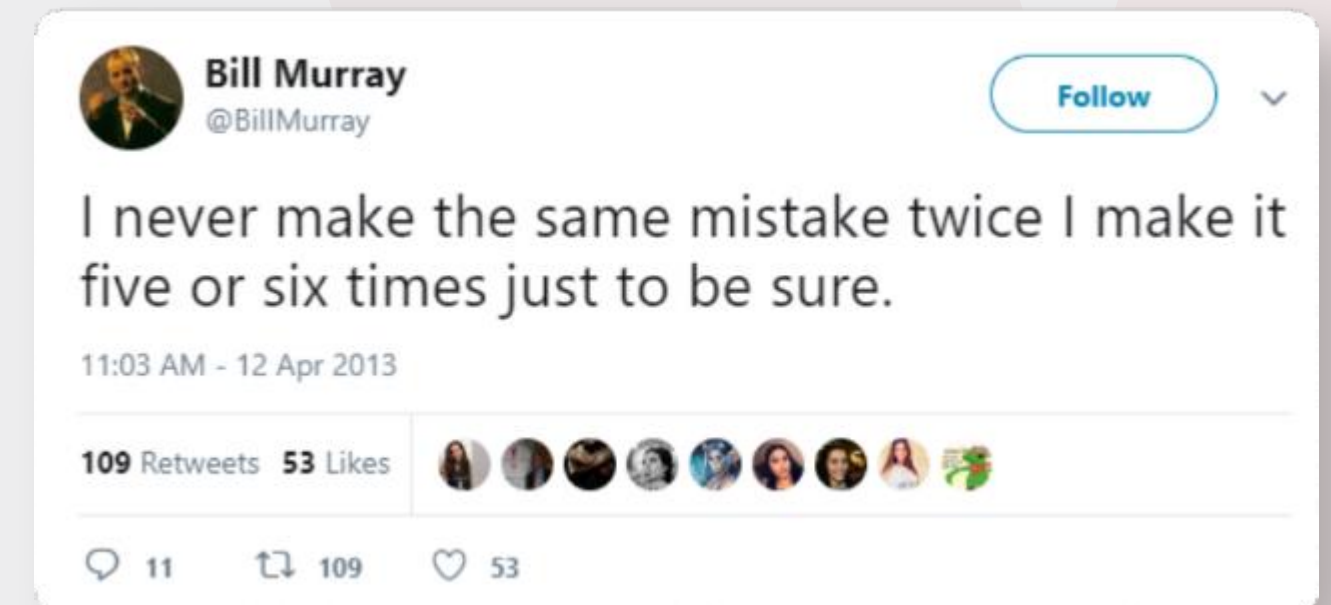 Bill Murray
@BillMurray
Follow
I never make the same mistake twice I make it
five or six times just to be sure.
11:03 AM - 12 Apr 2013
109 Retweets 53 Likes
11 109 53